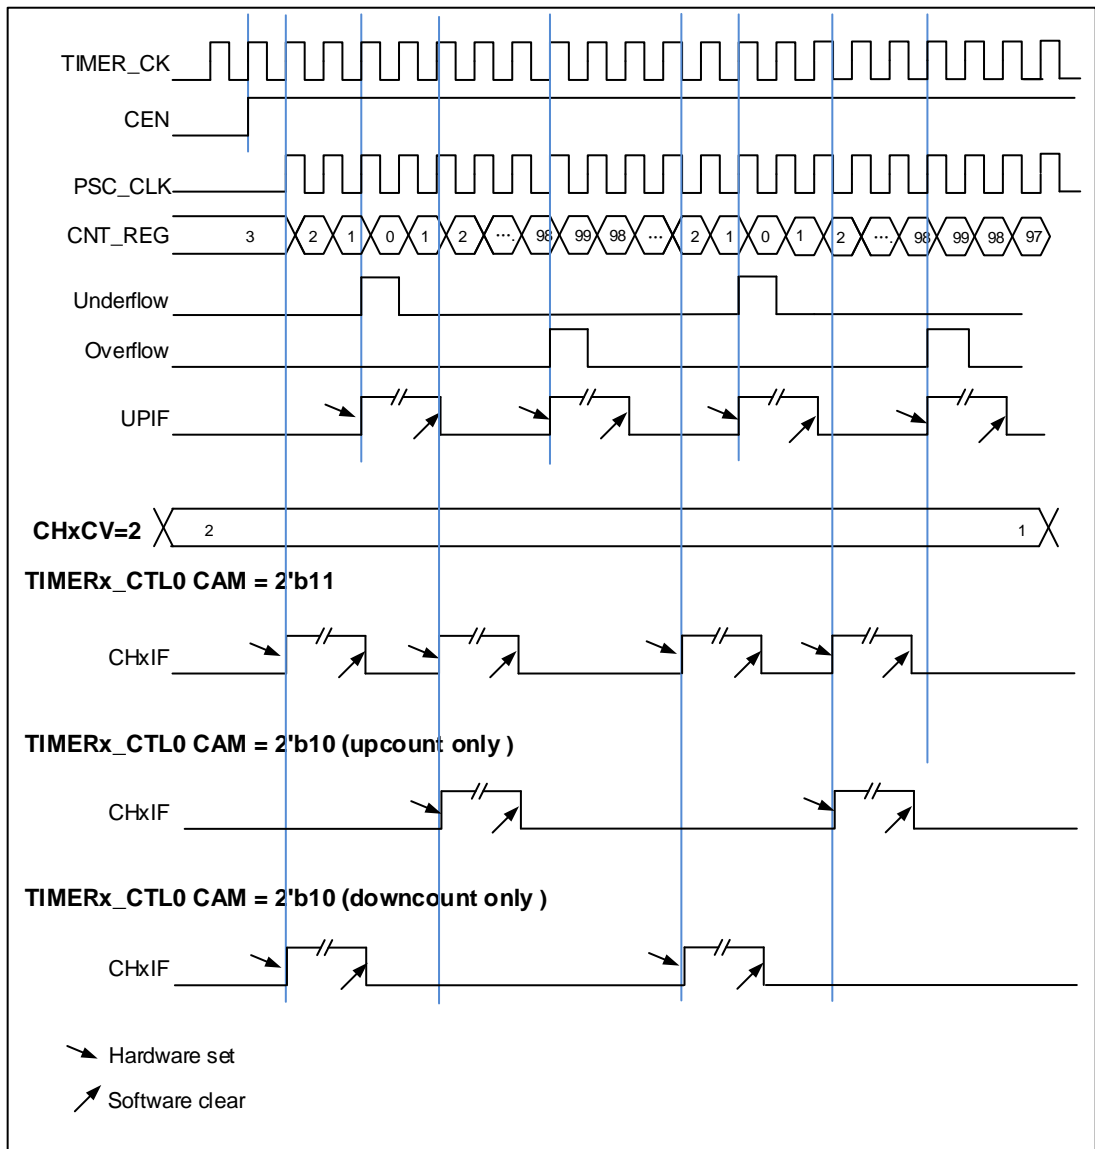 TIMER_CK
CEN
PSC_CLK
CNT_REG 3 2 1 0 1 2 .... 98 99 98 ... 2 1 0 1 2 .... 98 99 98 97
Underflow
Overflow
UPIF
CHxCV=2 2 1
TIMERx_CTL0 CAM = 2'b11
CHxIF
TIMERx_CTL0 CAM = 2'b10 (upcount only )
CHxIF
TIMERx_CTL0 CAM = 2'b10 (downcount only )
CHxIF
Hardware set
Software clear